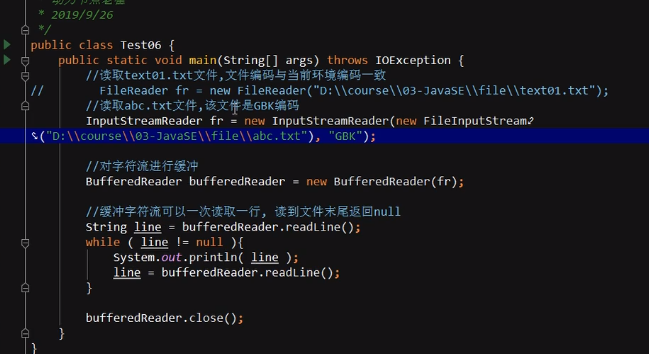 * 2019/9/26
*/
public class Test06 {
public static void main(String[] args) throws IOException {
//读取text01.txt文件,文件编码与当前环境编码一致
// FileReader fr = new FileReader("D:\\course\\03-JavaSE\\file\\text01.txt");
//读取abc.txt文件,该文件是GBK编码
InputStreamReader fr = new InputStreamReader(new FileInputStream
("D:\\course\\03-JavaSE\\file\\abc.txt"), "GBK");
//对字符流进行缓冲
BufferedReader bufferedReader = new BufferedReader(fr);
//缓冲字符流可以一次读取一行, 读到文件末尾返回null
String line = bufferedReader.readLine();
while ( line != null ){
System.out.println( line );
line = bufferedReader.readLine();
}
bufferedReader.close();
}
}